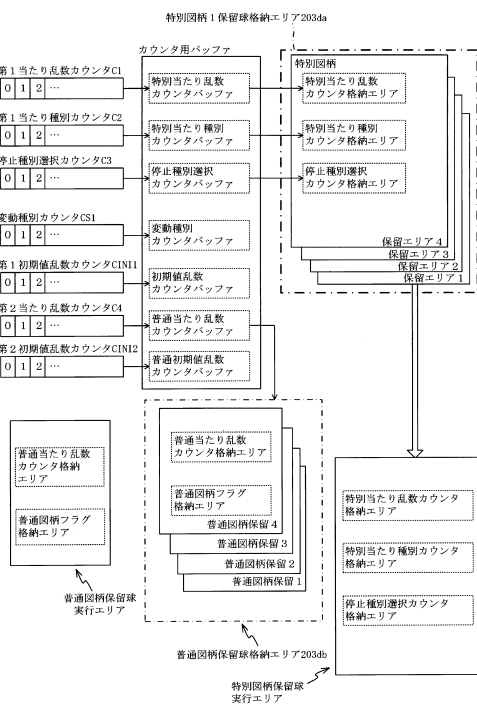 特別図柄１保留球格納エリア203da
カウンタ用バッファ
第１当たり乱数カウンタC1
0 1 2 …
特別当たり乱数
カウンタバッファ
第１当たり種別カウンタC2
0 1 2 …
特別当たり種別
カウンタバッファ
停止種別選択カウンタC3
0 1 2 …
停止種別選択
カウンタバッファ
変動種別カウンタCS1
0 1 2 …
変動種別
カウンタバッファ
第１初期値乱数カウンタCINI1
0 1 2 …
初期値乱数
カウンタバッファ
第２当たり乱数カウンタC4
0 1 2 …
普通当たり乱数
カウンタバッファ
第２初期値乱数カウンタCINI2
0 1 2 …
普通初期値乱数
カウンタバッファ
特別図柄
特別当たり乱数
カウンタ格納エリア
特別当たり種別
カウンタ格納エリア
停止種別選択
カウンタ格納エリア
保留エリア４
保留エリア３
保留エリア２
保留エリア１
普通当たり乱数
カウンタ格納
エリア
普通図柄フラグ
格納エリア
普通図柄保留球
実行エリア
普通当たり乱数
カウンタ格納エリア
普通図柄フラグ
格納エリア
普通図柄保留４
普通図柄保留３
普通図柄保留２
普通図柄保留１
普通図柄保留球格納エリア203db
特別当たり乱数カウンタ
格納エリア
特別当たり種別カウンタ
格納エリア
停止種別選択カウンタ
格納エリア
特別図柄保留球
実行エリア